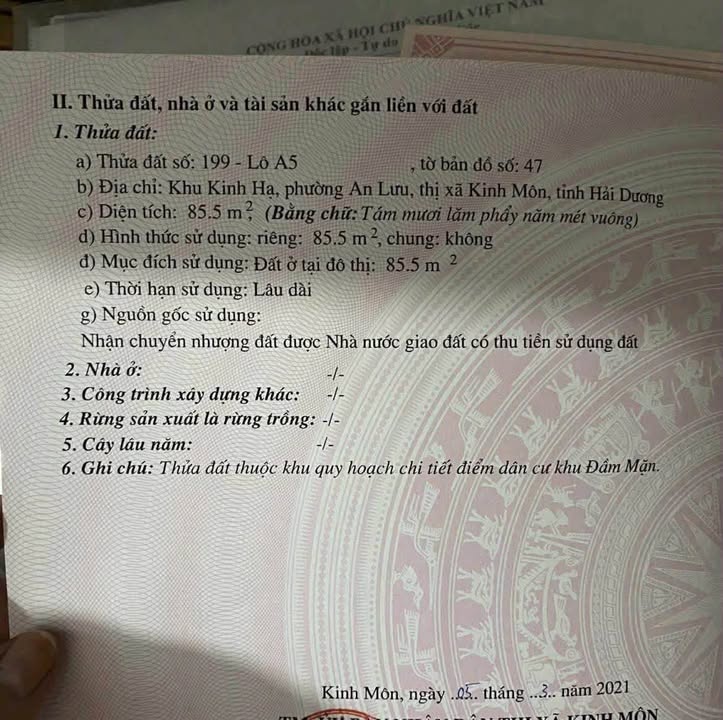 CỘNG HÒA XÃ HỘI CHỦ NGHĨA VIỆT NAM
Độc lập - Tự do
II. Thửa đất, nhà ở và tài sản khác gắn liền với đất
1. Thửa đất:
a) Thửa đất số: 199 - Lô A5 , tờ bản đồ số: 47
b) Địa chỉ: Khu Kinh Hạ, phường An Lưu, thị xã Kinh Môn, tỉnh Hải Dương
c) Diện tích: 85.5 m², (Bằng chữ: Tám mươi lăm phẩy năm mét vuông)
d) Hình thức sử dụng: riêng: 85.5 m², chung: không
đ) Mục đích sử dụng: Đất ở tại đô thị: 85.5 m ²
e) Thời hạn sử dụng: Lâu dài
g) Nguồn gốc sử dụng:
Nhận chuyển nhượng đất được Nhà nước giao đất có thu tiền sử dụng đất
2. Nhà ở: -/-
3. Công trình xây dựng khác: -/-
4. Rừng sản xuất là rừng trồng: -/-
5. Cây lâu năm: -/-
6. Ghi chú: Thửa đất thuộc khu quy hoạch chi tiết điểm dân cư khu Đầm Mặn.
Kinh Môn, ngày ..05.. tháng ..3.. năm 2021